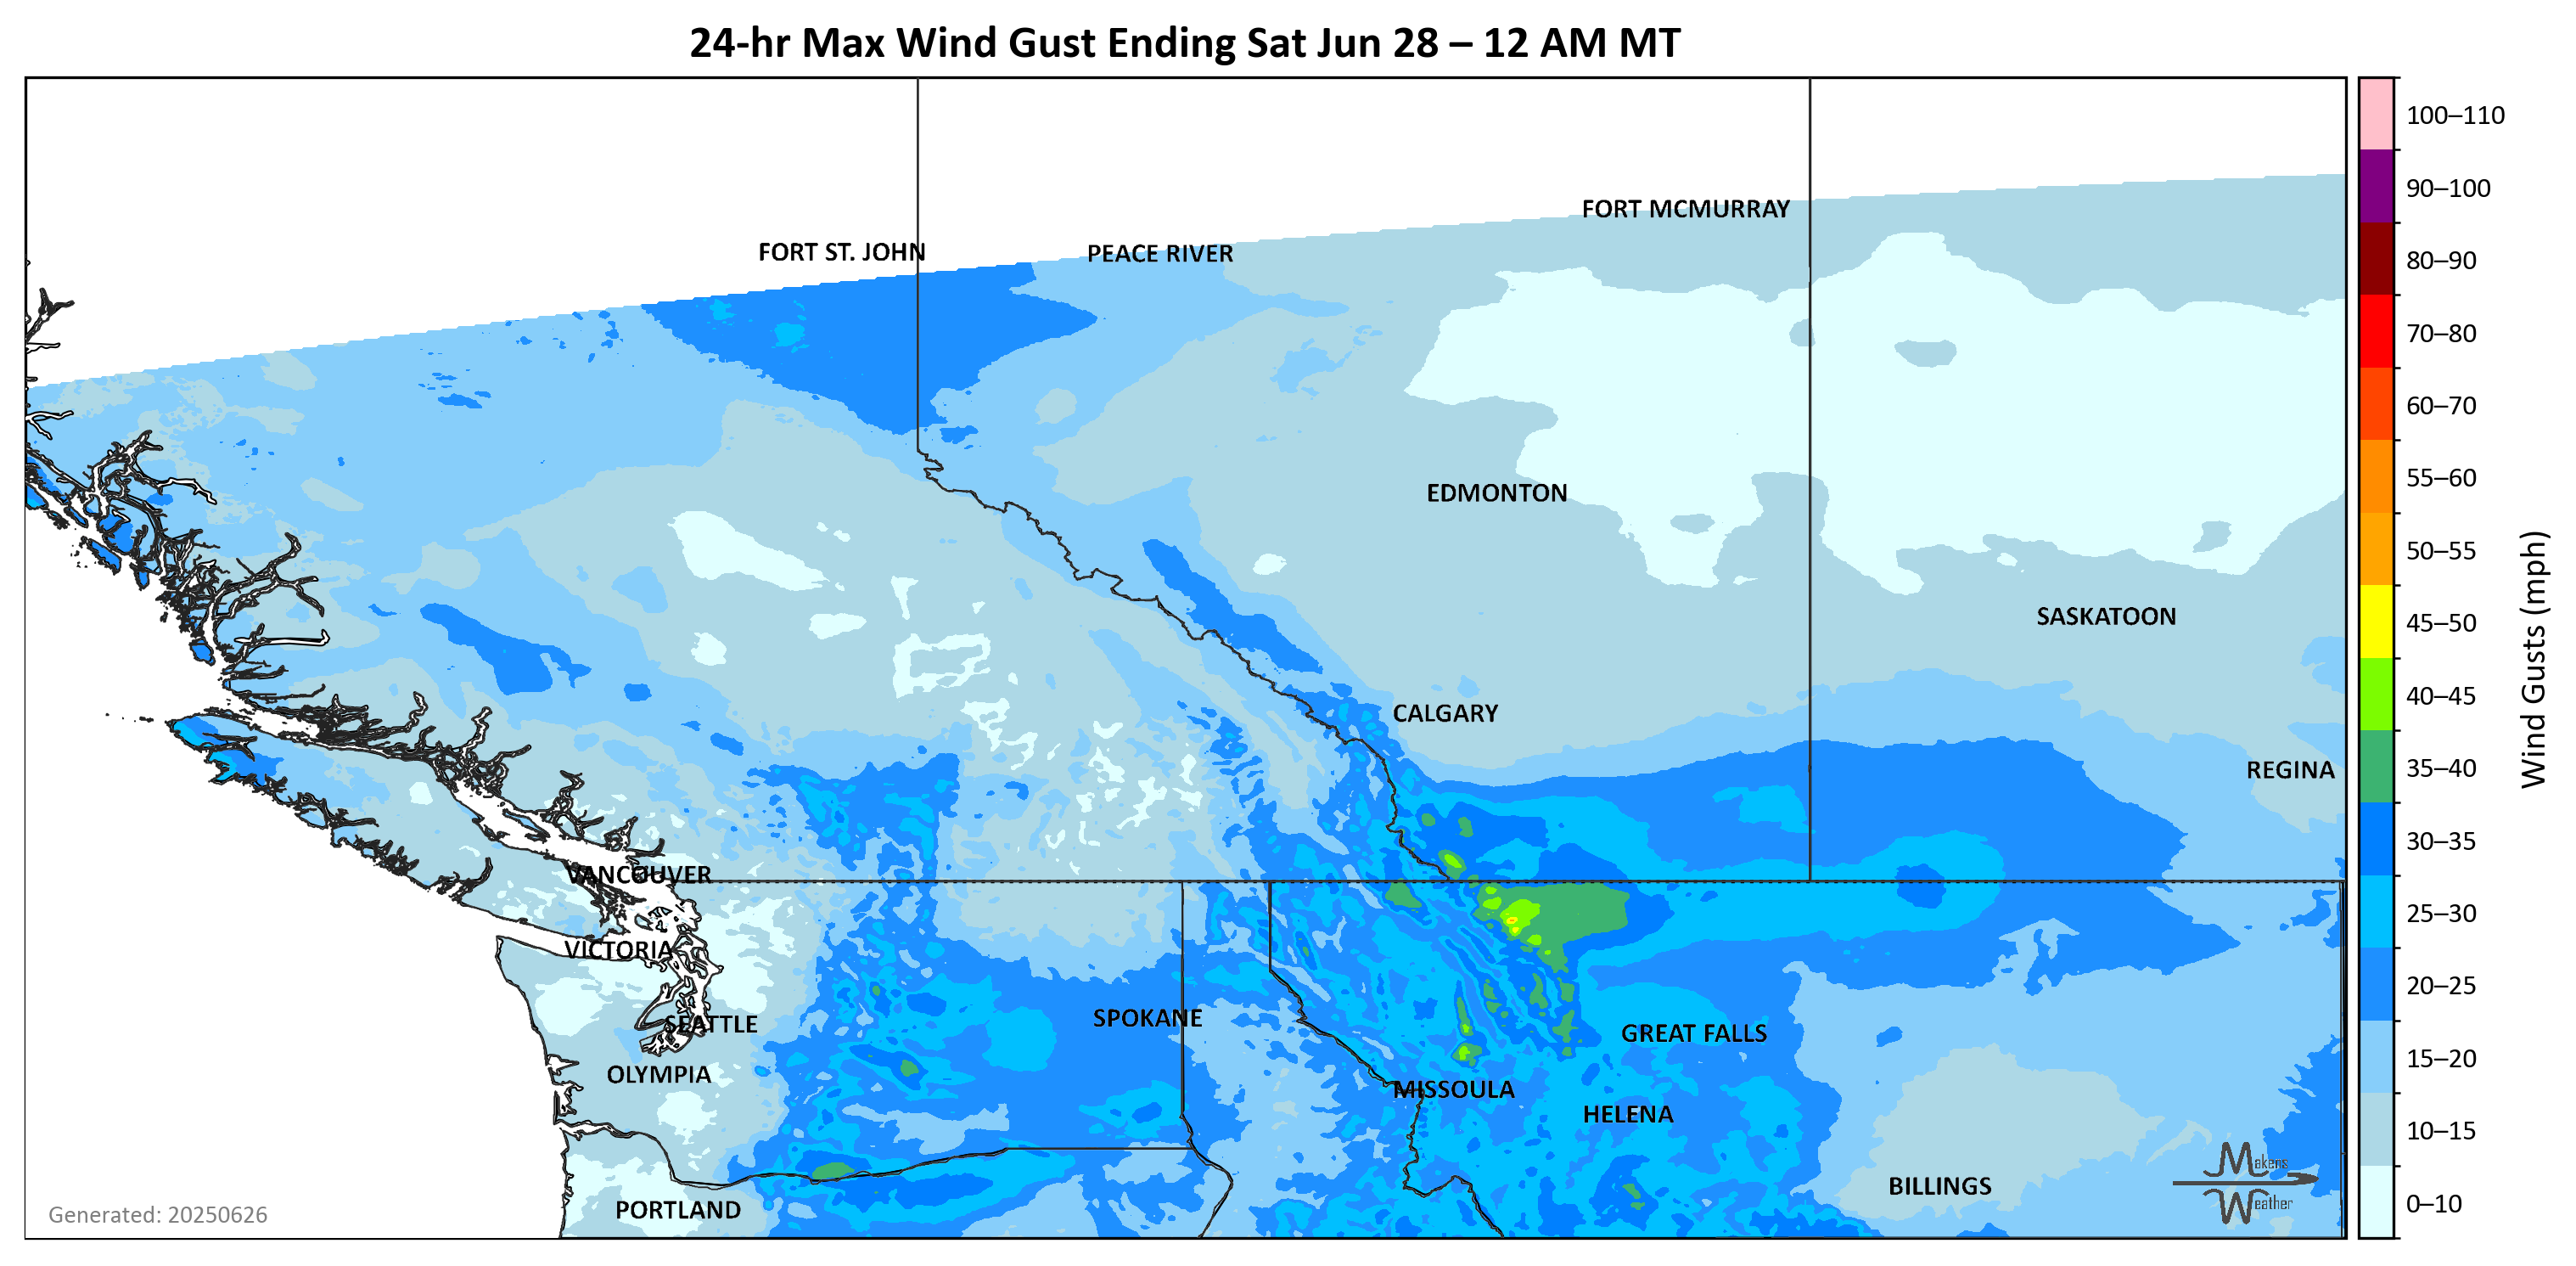 24-hr Max Wind Gust Ending Sat Jun 28 – 12 AM MT
100–110
90–100
80–90
70–80
60–70
55–60
50–55
45–50
40–45
35–40
30–35
25–30
20–25
15–20
10–15
0–10
Wind Gusts (mph)
FORT MCMURRAY
FORT ST. JOHN
PEACE RIVER
EDMONTON
SASKATOON
CALGARY
REGINA
VANCOUVER
VICTORIA
SPOKANE
SEATTLE
GREAT FALLS
OLYMPIA
MISSOULA
HELENA
BILLINGS
PORTLAND
Makens
Weather
Generated: 20250626